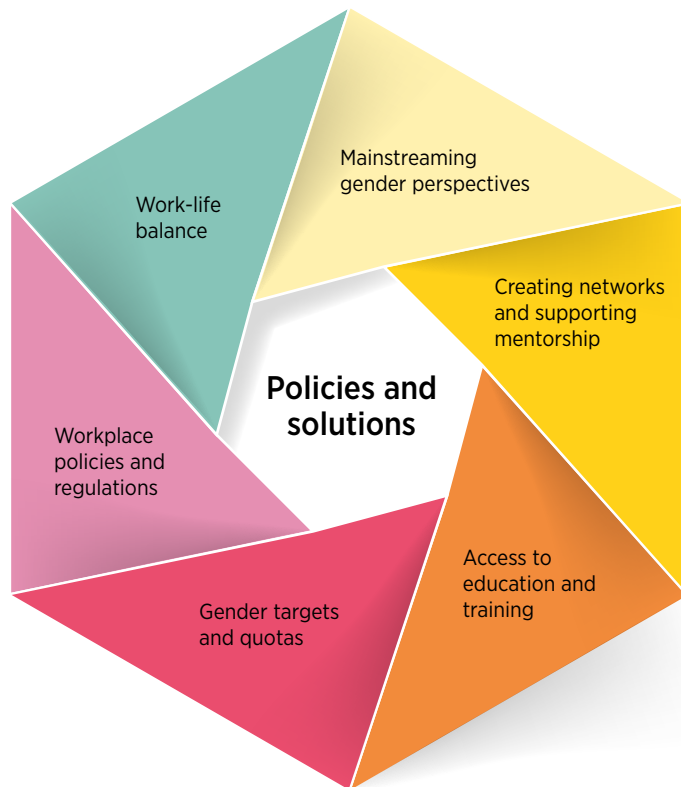 Mainstreaming
gender perspectives
Creating networks
and supporting
mentorship
Access to
education and
training
Gender targets
and quotas
Workplace
policies and
regulations
Work-life
balance
Policies and
solutions